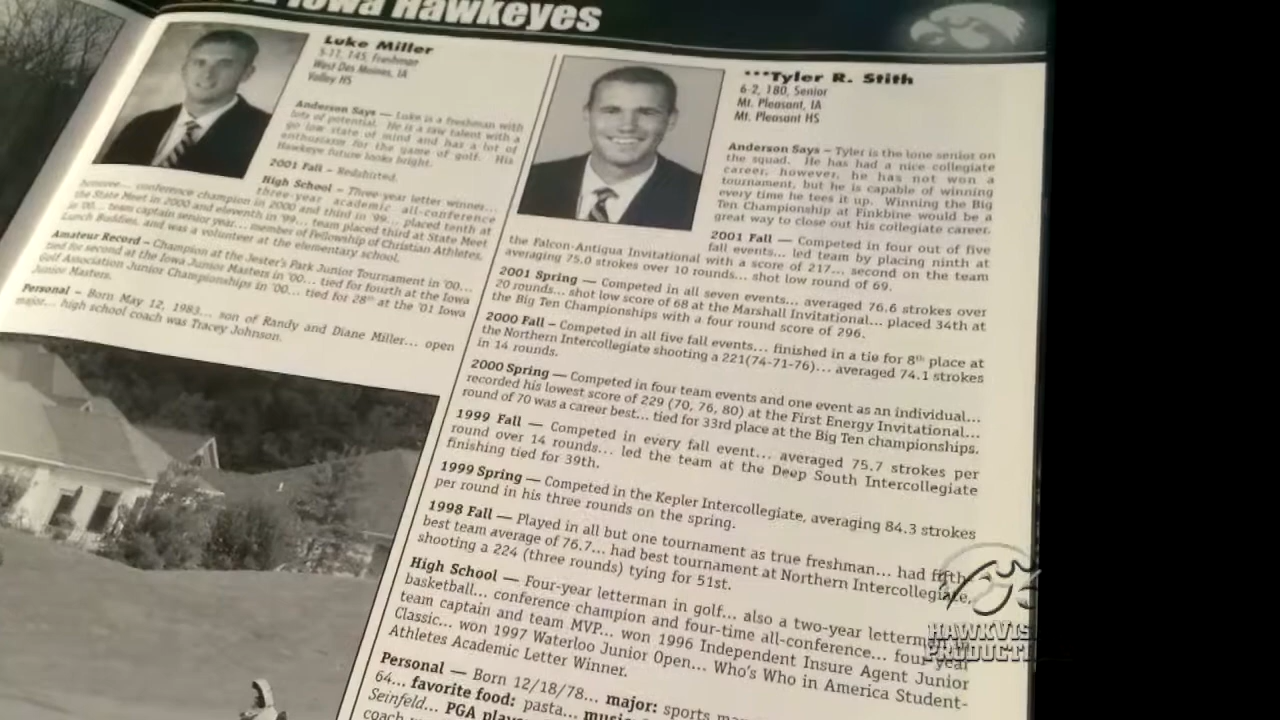 Iowa Hawkeyes
Luke Miller
5-11, 145, Freshman
West Des Moines, IA
Valley HS
Anderson Says — Luke is a freshman with
lots of potential. He is a raw talent with a
go low state of mind and has a lot of
enthusiasm for the game of golf. His
Hawkeye future looks bright.
2001 Fall – Redshirted.
High School – Three-year letter winner...
three-year academic all-conference
honoree... conference champion in 2000 and third in '99... placed tenth at
the State Meet in 2000 and eleventh in '99... team placed third at State Meet
in '00... team captain senior year... member of Fellowship of Christian Athletes,
Lunch Buddies, and was a volunteer at the elementary school.
Amateur Record – Champion at the Jester's Park Junior Tournament in '00...
tied for second at the Iowa Junior Masters in '00... tied for fourth at the Iowa
Golf Association Junior Championships in '00... tied for 28th at the '01 Iowa
Junior Masters.
Personal – Born May 12, 1983... son of Randy and Diane Miller... open
major... high school coach was Tracey Johnson.
***Tyler R. Stith
6-2, 180, Senior
Mt. Pleasant, IA
Mt. Pleasant HS
Anderson Says – Tyler is the lone senior on
the squad. He has had a nice collegiate
career, however, he has not won a
tournament, but he is capable of winning
every time he tees it up. Winning the Big
Ten Championship at Finkbine would be a
great way to close out his collegiate career.
2001 Fall — Competed in four out of five
fall events... led team by placing ninth at
the Falcon-Antigua Invitational with a score of 217... second on the team
averaging 75.0 strokes over 10 rounds... shot low round of 69.
2001 Spring — Competed in all seven events... averaged 76.6 strokes over
20 rounds... shot low score of 68 at the Marshall Invitational... placed 34th at
the Big Ten Championships with a four round score of 296.
2000 Fall – Competed in all five fall events... finished in a tie for 8th place at
the Northern Intercollegiate shooting a 221(74-71-76)... averaged 74.1 strokes
in 14 rounds.
2000 Spring — Competed in four team events and one event as an individual...
recorded his lowest score of 229 (70, 76, 80) at the First Energy Invitational...
round of 70 was a career best... tied for 33rd place at the Big Ten championships.
1999 Fall — Competed in every fall event... averaged 75.7 strokes per
round over 14 rounds... led the team at the Deep South Intercollegiate
finishing tied for 39th.
1999 Spring — Competed in the Kepler Intercollegiate, averaging 84.3 strokes
per round in his three rounds on the spring.
1998 Fall — Played in all but one tournament as true freshman... had fifth-
best team average of 76.7... had best tournament at Northern Intercollegiate,
shooting a 224 (three rounds) tying for 51st.
High School — Four-year letterman in golf... also a two-year letterman in
basketball... conference champion and four-time all-conference... four-year
team captain and team MVP... won 1996 Independent Insure Agent Junior
Classic... won 1997 Waterloo Junior Open... Who's Who in America Student-
Athletes Academic Letter Winner.
Personal — Born 12/18/78... major: sports
64... favorite food: pasta...
Seinfeld... PGA
coach
HAWKVIS
PRODUCTI